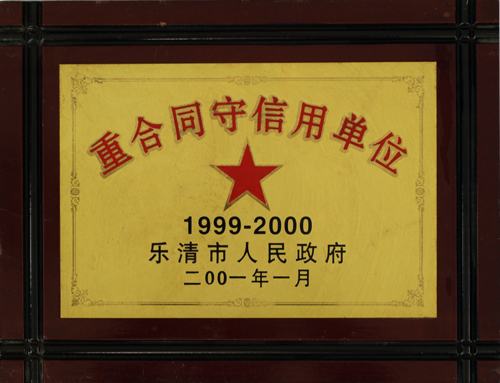 重合同守信用单位
1999-2000
乐清市人民政府
二00一年一月